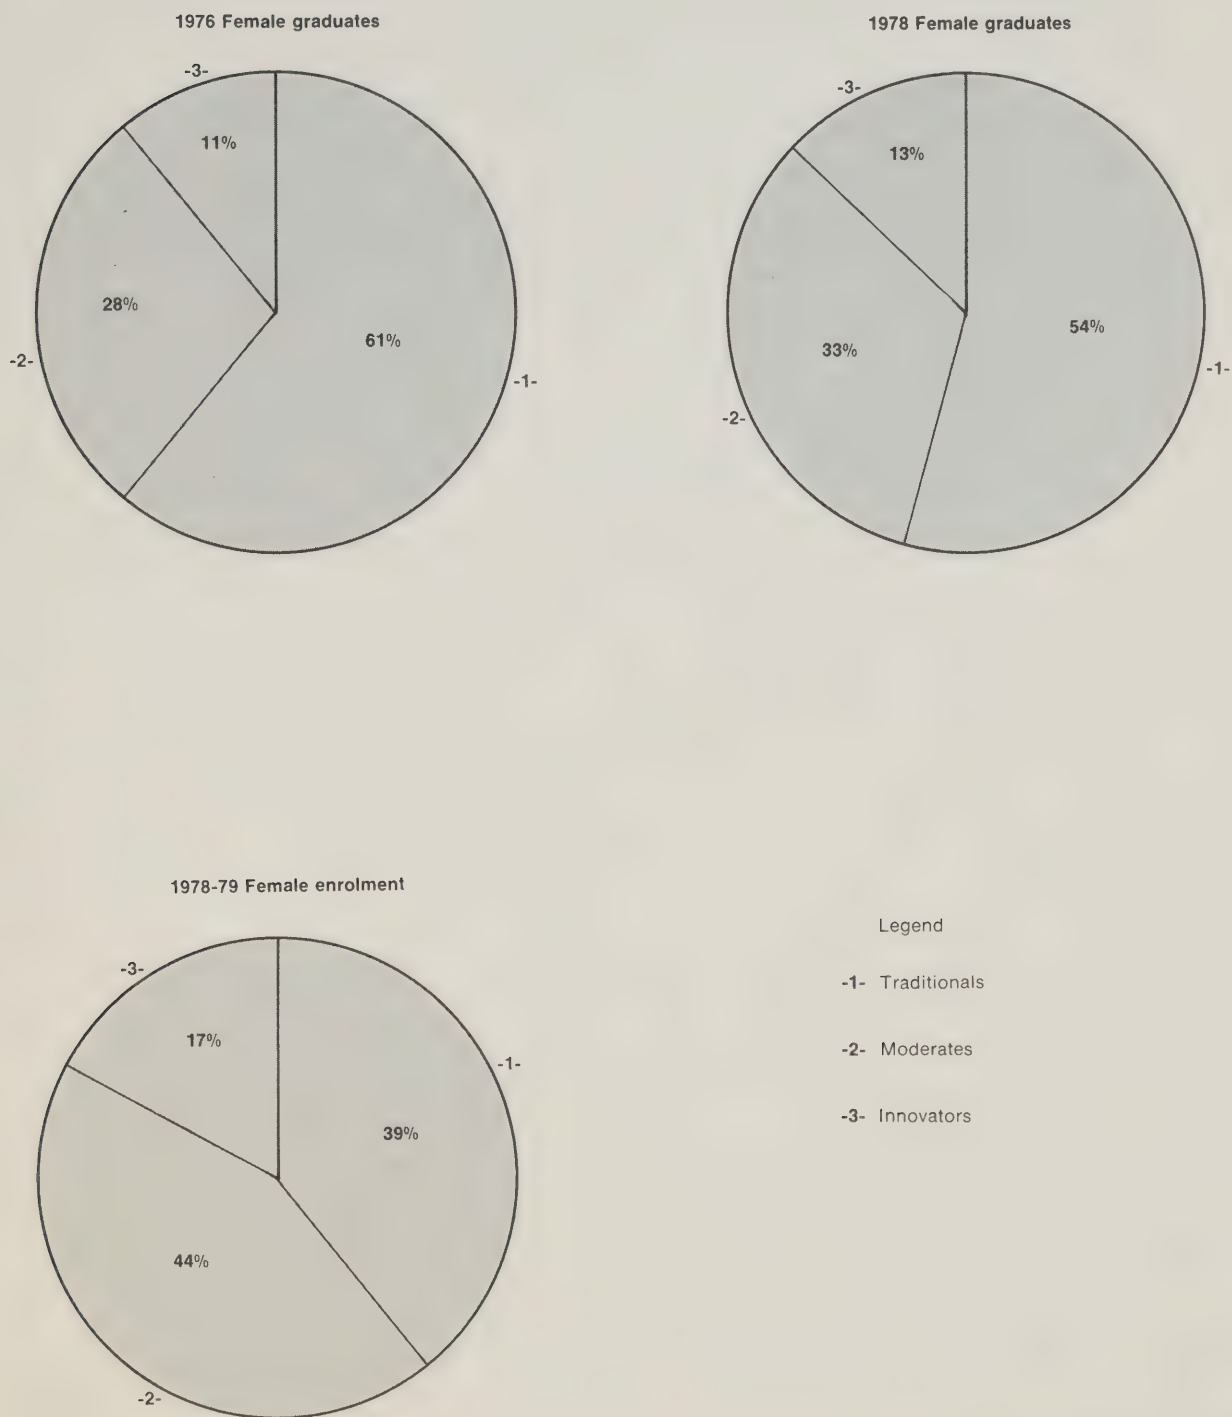 1976 Female graduates
-3-
11%
28%
61%
-2-
-1-
1978 Female graduates
-3-
13%
54%
33%
-1-
-2-
1978-79 Female enrolment
-3-
17%
-1-
39%
44%
-2-
Legend
-1- Traditionals
-2- Moderates
-3- Innovators